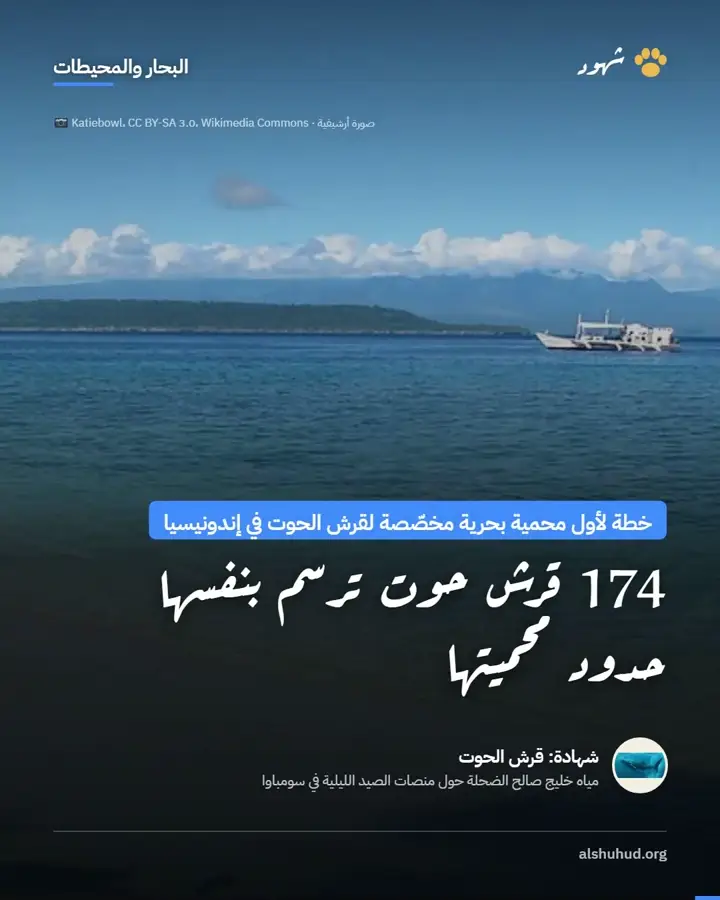 شهود
البحار والمحيطات
📷 Katiebowl، CC BY-SA 3.0، Wikimedia Commons · صورة أرشيفية
خطة لأول محمية بحرية مخصّصة لقرش الحوت في إندونيسيا
174 قرش حوت ترسم بنفسها
حدود محميتها
شهادة: قرش الحوت
مياه خليج صالح الضحلة حول منصات الصيد الليلية في سومباوا
alshuhud.org